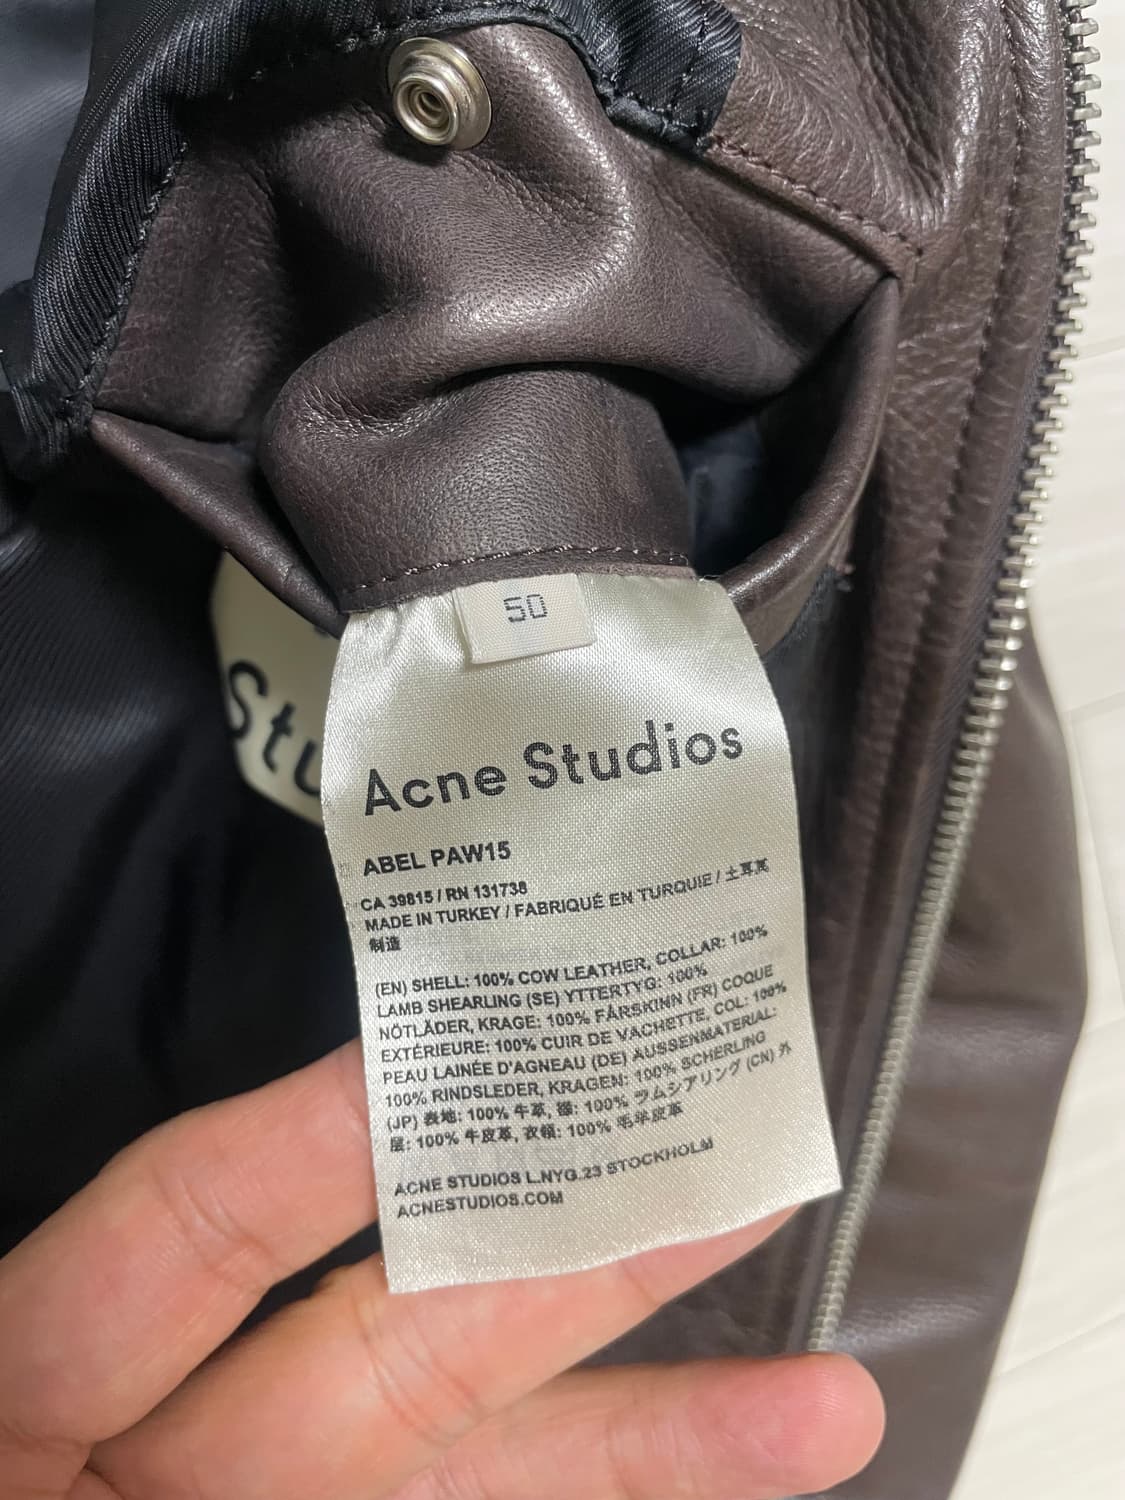 50
Stu
Acne Studios
ABEL PAW15
CA 39815 / RN 131738
MADE IN TURKEY / FABRIQUÉ EN TURQUIE / 土耳其
制造
(EN) SHELL: 100% COW LEATHER, COLLAR: 100%
LAMB SHEARLING (SE) YTTERTYG: 100%
NÖTLÄDER, KRAGE: 100% FÅRSKINN (FR) COQUE
EXTÉRIEURE: 100% CUIR DE VACHETTE, COL: 100%
PEAU LAINÉE D'AGNEAU (DE) AUSSENMATERIAL:
100% RINDSLEDER, KRAGEN: 100% SCHERLING
(JP) 表地: 100% 牛革, 襟: 100% ラムシアリング (CN) 外
层: 100% 牛皮革, 衣領: 100% 毛羊皮革
ACNE STUDIOS L.NYG.23 STOCKHOLM
ACNESTUDIOS.COM